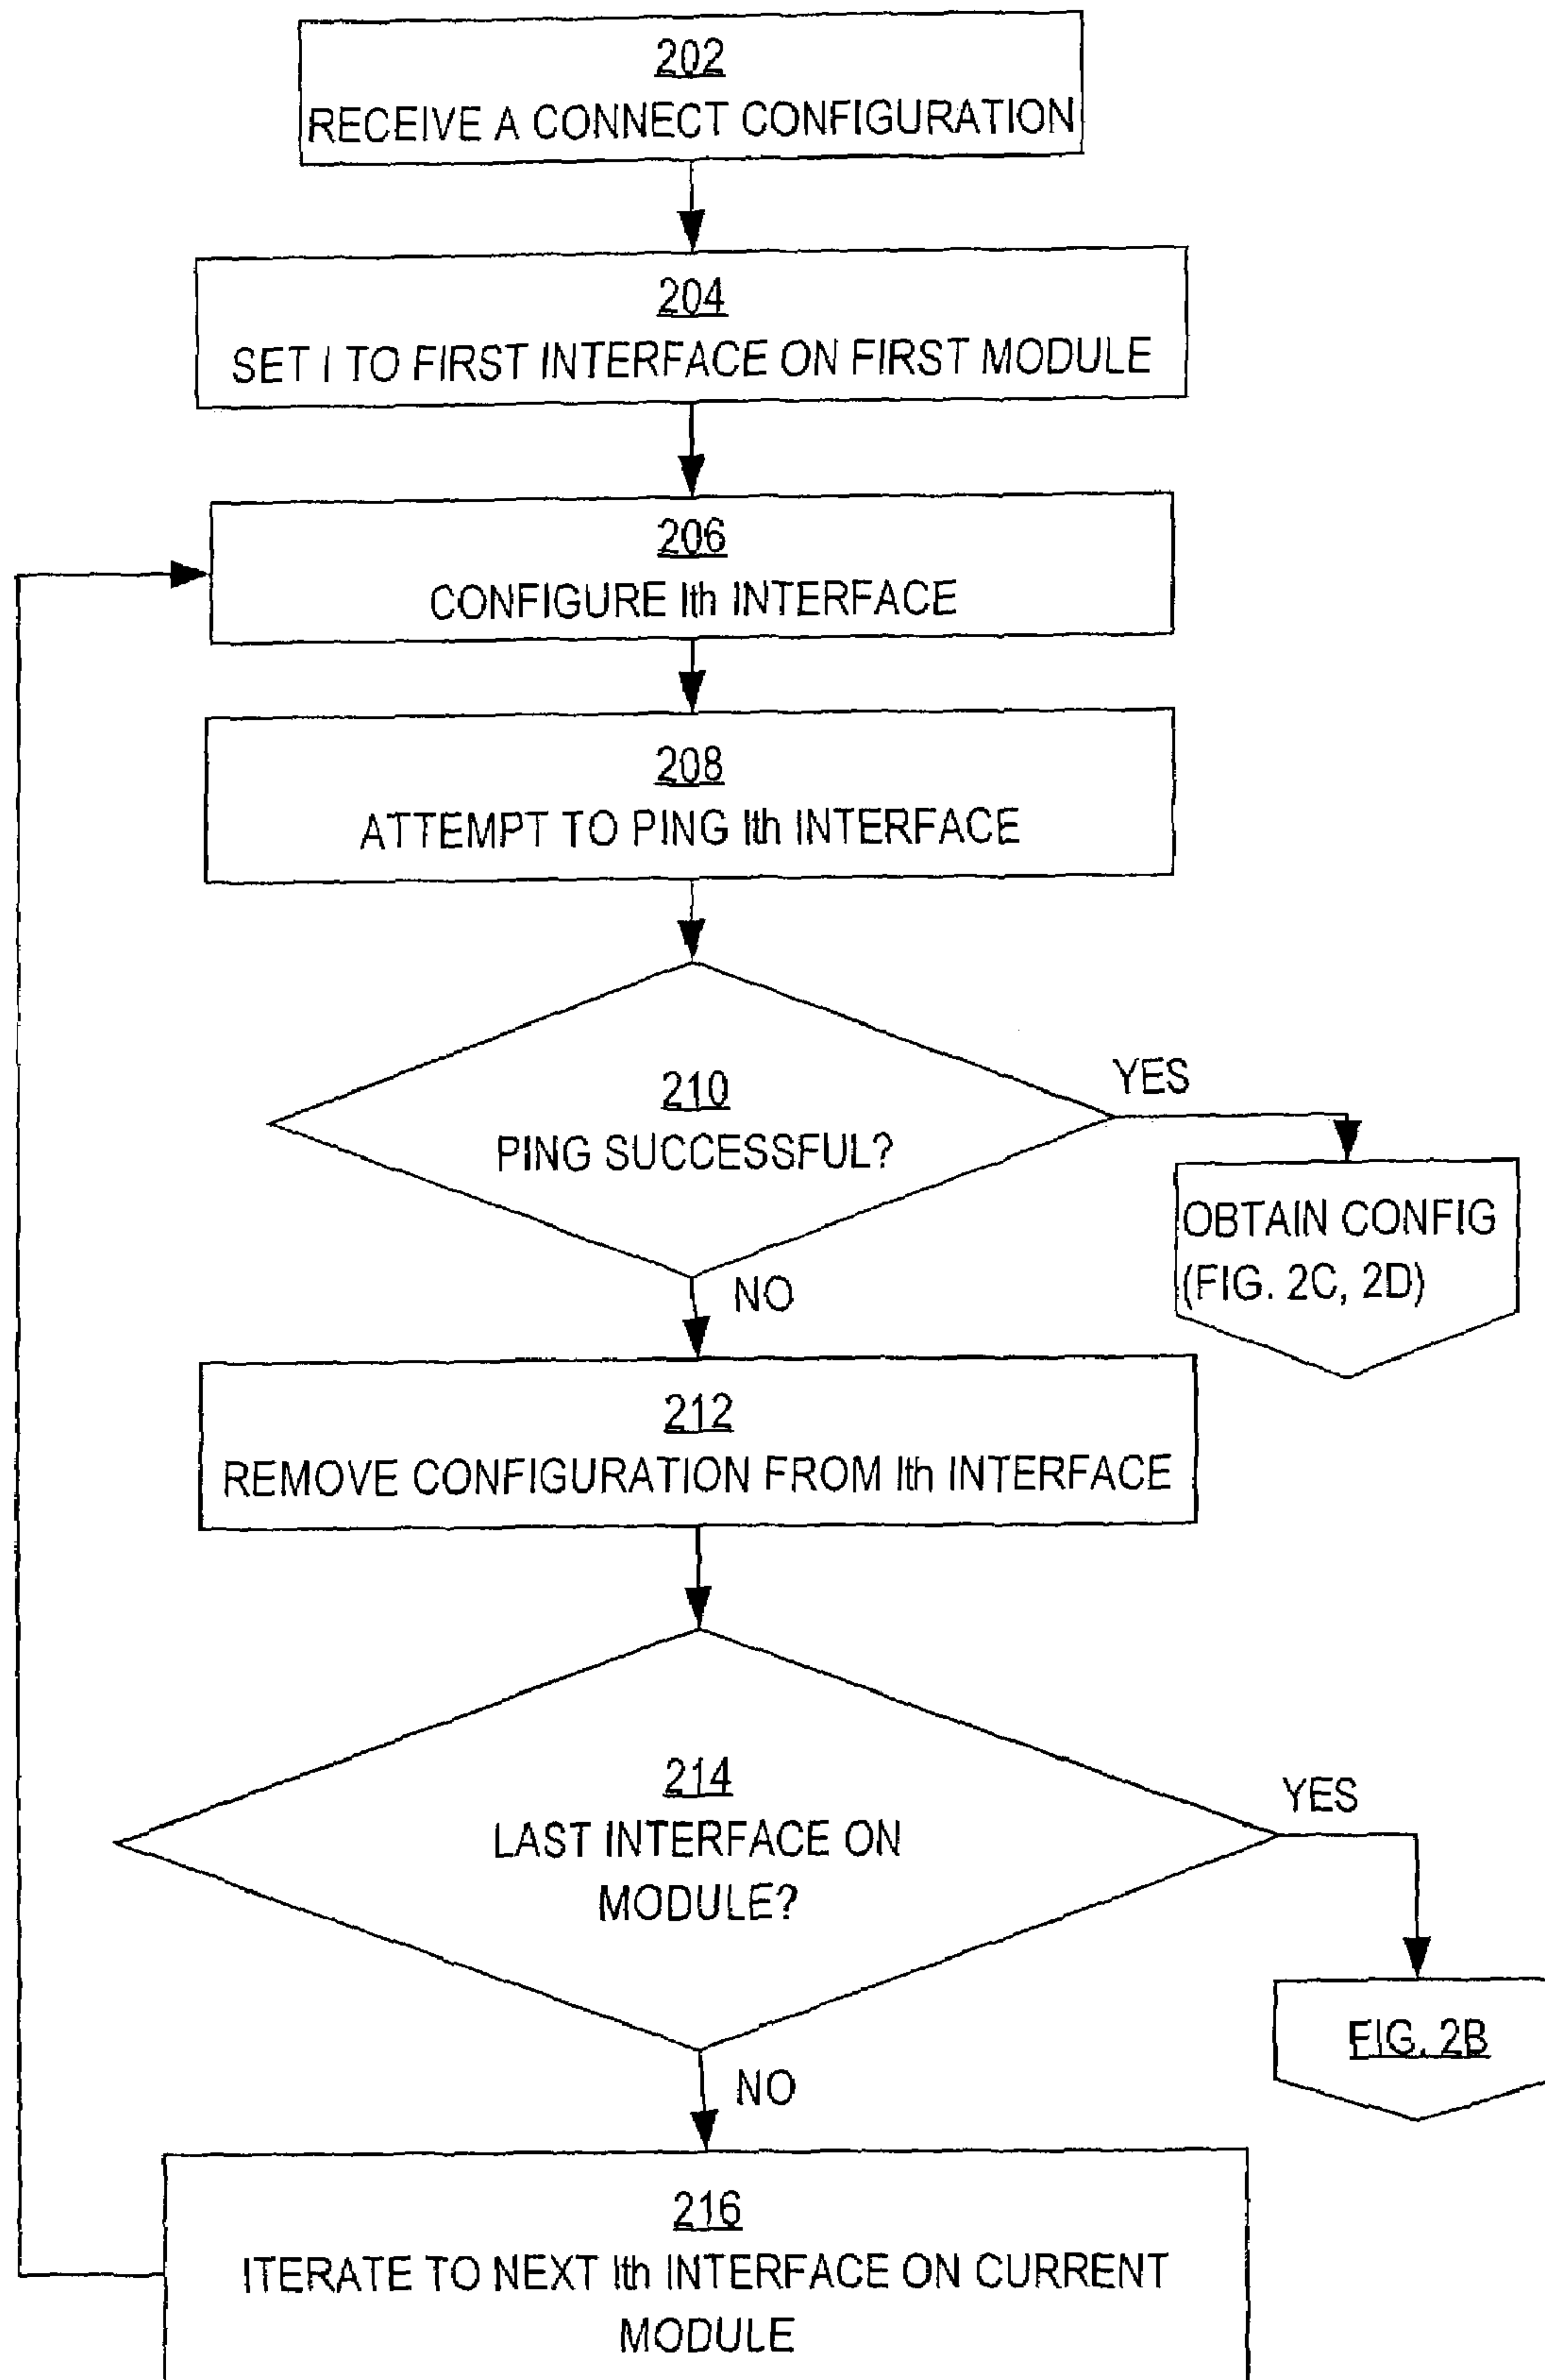 202
RECEIVE A CONNECT CONFIGURATION
204
SET I TO FIRST INTERFACE ON FIRST MODULE
206
CONFIGURE Ith INTERFACE
208
ATTEMPT TO PING Ith INTERFACE
210
PING SUCCESSFUL?
YES
OBTAIN CONFIG
(FIG. 2C, 2D)
NO
212
REMOVE CONFIGURATION FROM Ith INTERFACE
214
LAST INTERFACE ON
MODULE?
YES
FIG. 2B
NO
216
ITERATE TO NEXT Ith INTERFACE ON CURRENT
MODULE